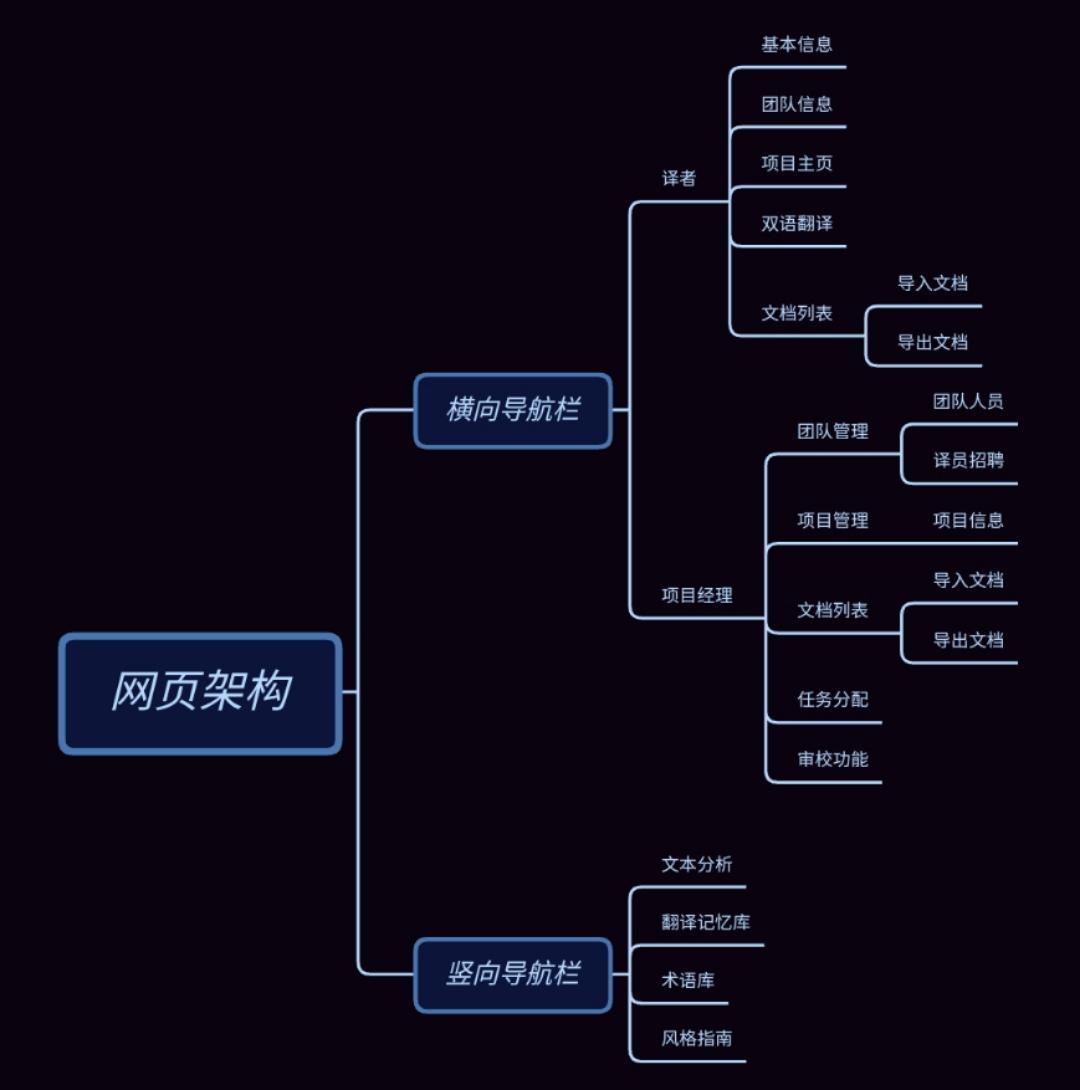 网页架构
横向导航栏
译者
基本信息
团队信息
项目主页
双语翻译
文档列表
导入文档
导出文档
项目经理
团队管理
团队人员
译员招聘
项目管理
项目信息
文档列表
导入文档
导出文档
任务分配
审校功能
竖向导航栏
文本分析
翻译记忆库
术语库
风格指南